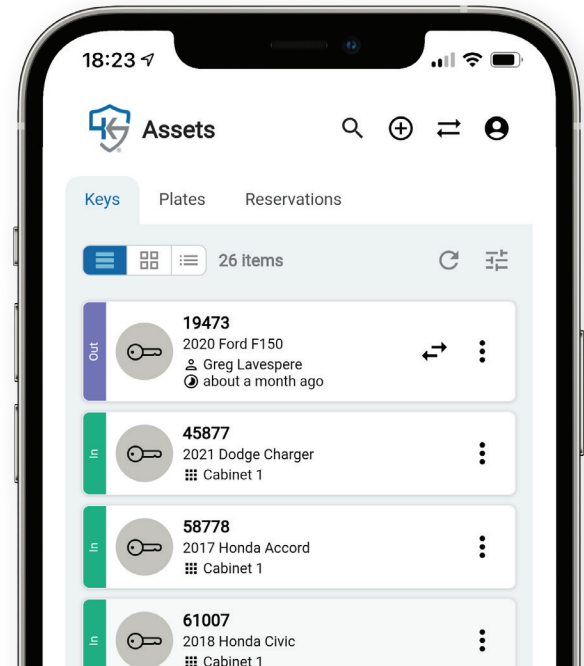 18:23
Assets
Keys Plates Reservations
26 items
Out
19473
2020 Ford F150
Greg Lavespere
about a month ago
In
45877
2021 Dodge Charger
Cabinet 1
In
58778
2017 Honda Accord
Cabinet 1
In
61007
2018 Honda Civic
Cabinet 1